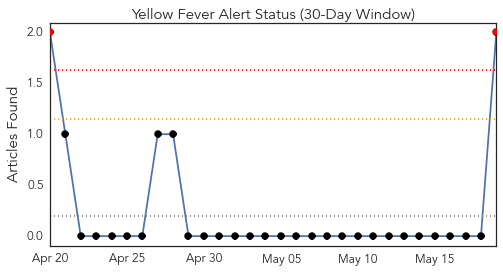 Yellow Fever Alert Status (30-Day Window)
Articles Found
2.0
1.5
1.0
0.5
0.0
Apr 20 Apr 25 Apr 30 May 05 May 10 May 15